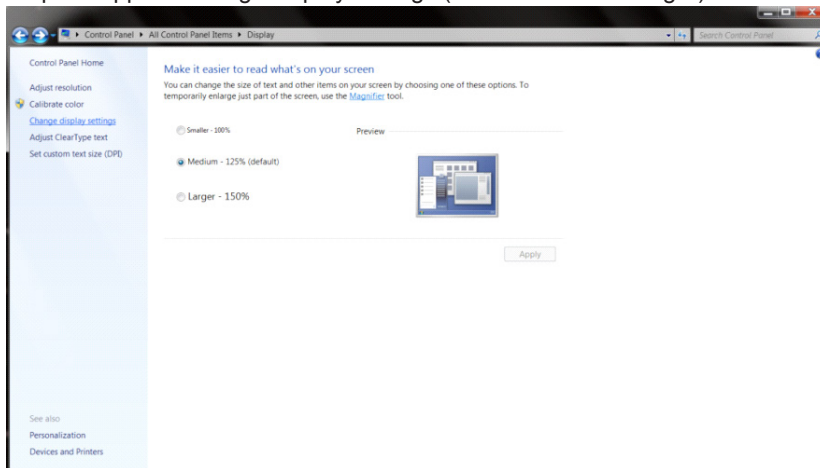 Control Panel ▸ All Control Panel Items ▸ Display
Search Control Panel
Control Panel Home
Adjust resolution
Calibrate color
Change display settings
Adjust ClearType text
Set custom text size (DPI)
See also
Personalization
Devices and Printers
Make it easier to read what's on your screen
You can change the size of text and other items on your screen by choosing one of these options. To
temporarily enlarge just part of the screen, use the Magnifier tool.
Smaller - 100%
Preview
Medium - 125% (default)
Larger - 150%
Apply